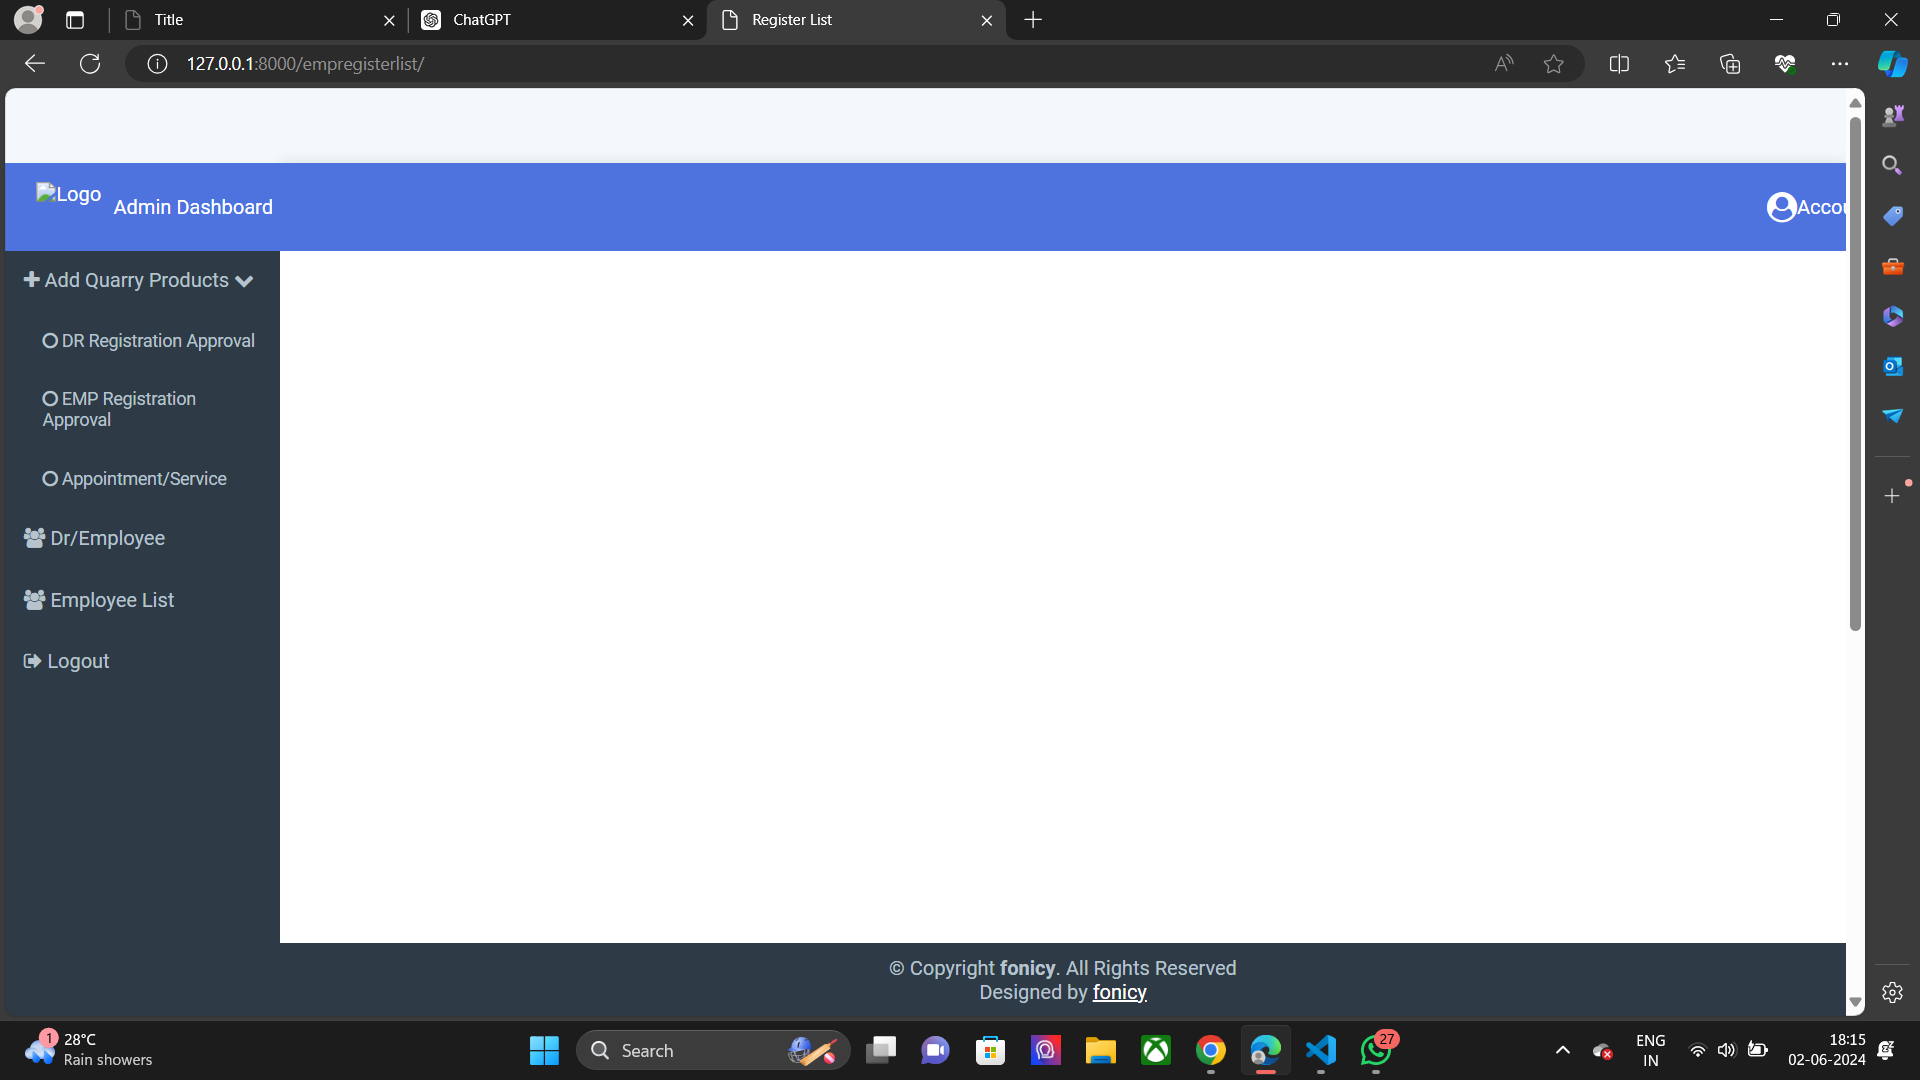 Title
ChatGPT
Register List
127.0.0.1:8000/empregisterlist/
Logo
Admin Dashboard
Accou
Add Quarry Products
DR Registration Approval
EMP Registration
Approval
Appointment/Service
Dr/Employee
Employee List
Logout
© Copyright fonicy. All Rights Reserved
Designed by fonicy
1
28°C
Rain showers
Search
27
ENG
IN
18:15
02-06-2024